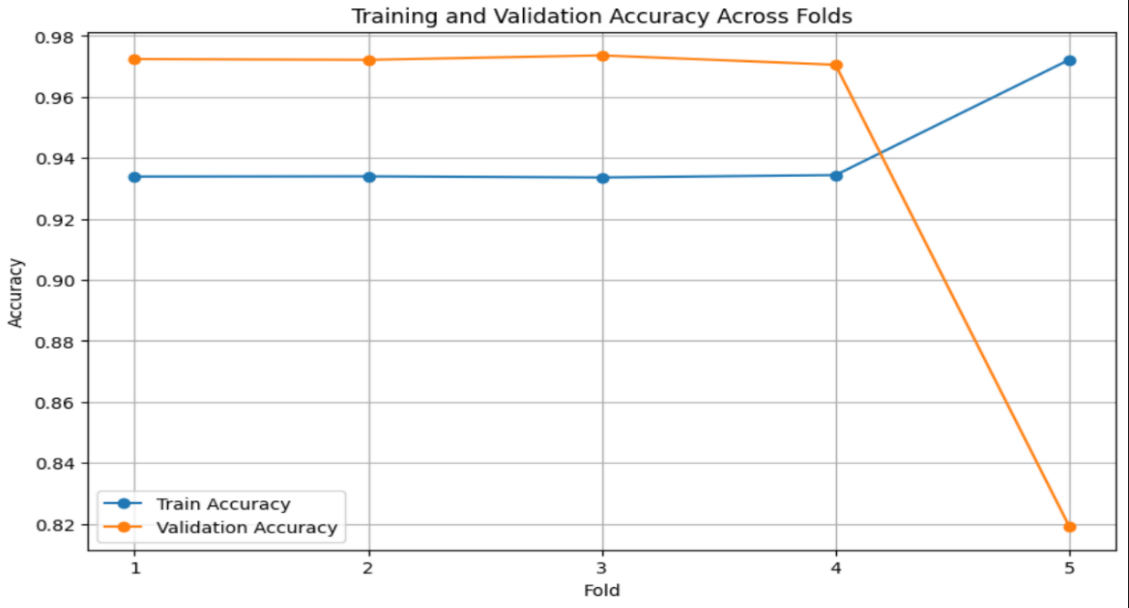 Training and Validation Accuracy Across Folds
0.98
0.96
0.94
0.92
0.90
0.88
0.86
0.84
0.82
Accuracy
Train Accuracy
Validation Accuracy
1 2 3 4 5
Fold